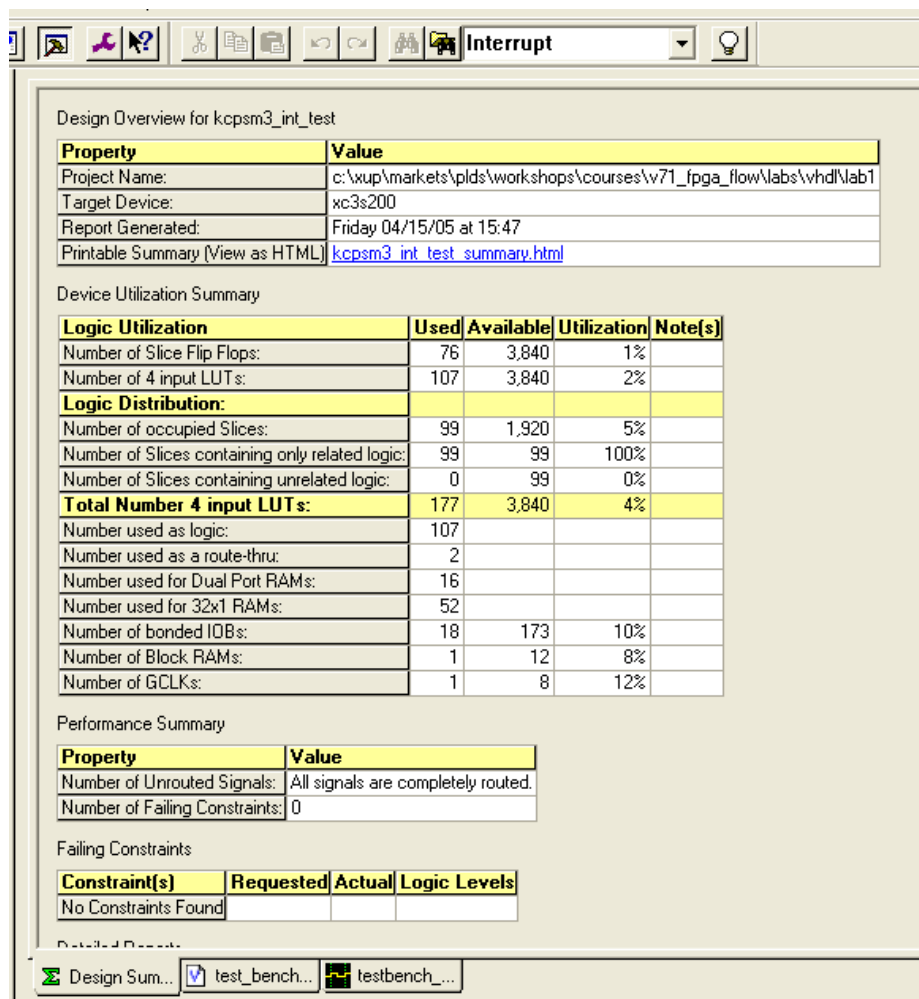 Interrupt
Design Overview for kcpsm3_int_test
Property Value
Project Name: c:\xup\markets\plds\workshops\courses\v71_fpga_flow\labs\vhdl\lab1
Target Device: xc3s200
Report Generated: Friday 04/15/05 at 15:47
Printable Summary (View as HTML) kcpsm3_int_test_summary.html
Device Utilization Summary
Logic Utilization Used Available Utilization Note(s)
Number of Slice Flip Flops: 76 3,840 1%
Number of 4 input LUTs: 107 3,840 2%
Logic Distribution:
Number of occupied Slices: 99 1,920 5%
Number of Slices containing only related logic: 99 99 100%
Number of Slices containing unrelated logic: 0 99 0%
Total Number 4 input LUTs: 177 3,840 4%
Number used as logic: 107
Number used as a route-thru: 2
Number used for Dual Port RAMs: 16
Number used for 32x1 RAMs: 52
Number of bonded IOBs: 18 173 10%
Number of Block RAMs: 1 12 8%
Number of GCLKs: 1 8 12%
Performance Summary
Property Value
Number of Unrouted Signals: All signals are completely routed.
Number of Failing Constraints: 0
Failing Constraints
Constraint(s) Requested Actual Logic Levels
No Constraints Found
Detailed Reports
Design Sum... test_bench... testbench_...